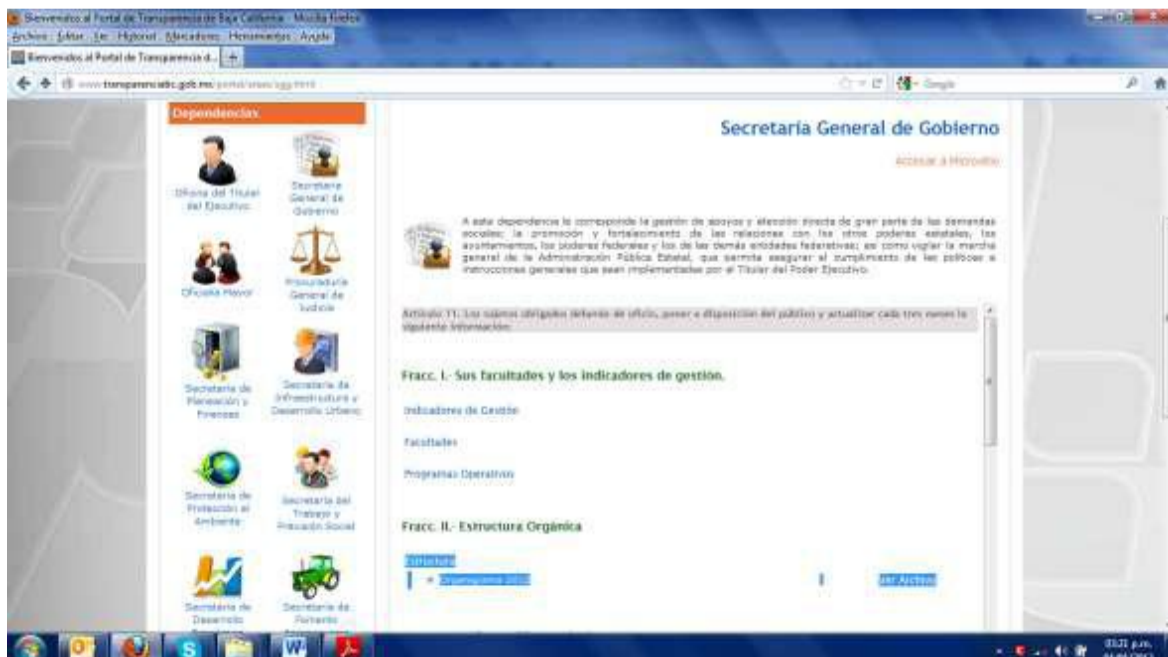 Bienvenidos al Portal de Transparencia de Baja California - Mozilla Firefox
Archivo Editar Ver Historial Marcadores Herramientas Ayuda
Bienvenidos al Portal de Transparencia d...
Google
Dependencias
Oficina del Titular
del Ejecutivo
Secretaría
General de
Gobierno
Oficialía Mayor
Procuraduría
General de
Justicia
Secretaría de
Planeación y
Finanzas
Secretaría de
Infraestructura y
Desarrollo Urbano
Secretaría de
Protección al
Ambiente
Secretaría del
Trabajo y
Previsión Social
Secretaría de
Desarrollo
Secretaría de
Fomento
Secretaría General de Gobierno
Accesar a Micrositio
A esta dependencia le corresponde la gestión de apoyos y atención directa de gran parte de las demandas
sociales; la promoción y fortalecimiento de las relaciones con los otros poderes estatales, los
ayuntamientos, los poderes federales y los de las demás entidades federativas; así como vigilar la marcha
general de la Administración Pública Estatal, que permita asegurar el cumplimiento de las políticas e
instrucciones generales que sean implementadas por el Titular del Poder Ejecutivo.
Artículo 11. Los sujetos obligados deberán de oficio, poner a disposición del público y actualizar cada tres meses la
siguiente información:
Fracc. I.- Sus facultades y los indicadores de gestión.
Indicadores de Gestión
Facultades
Programas Operativos
Fracc. II.- Estructura Orgánica
Estructura
Ver Archivo
03:21 p.m.